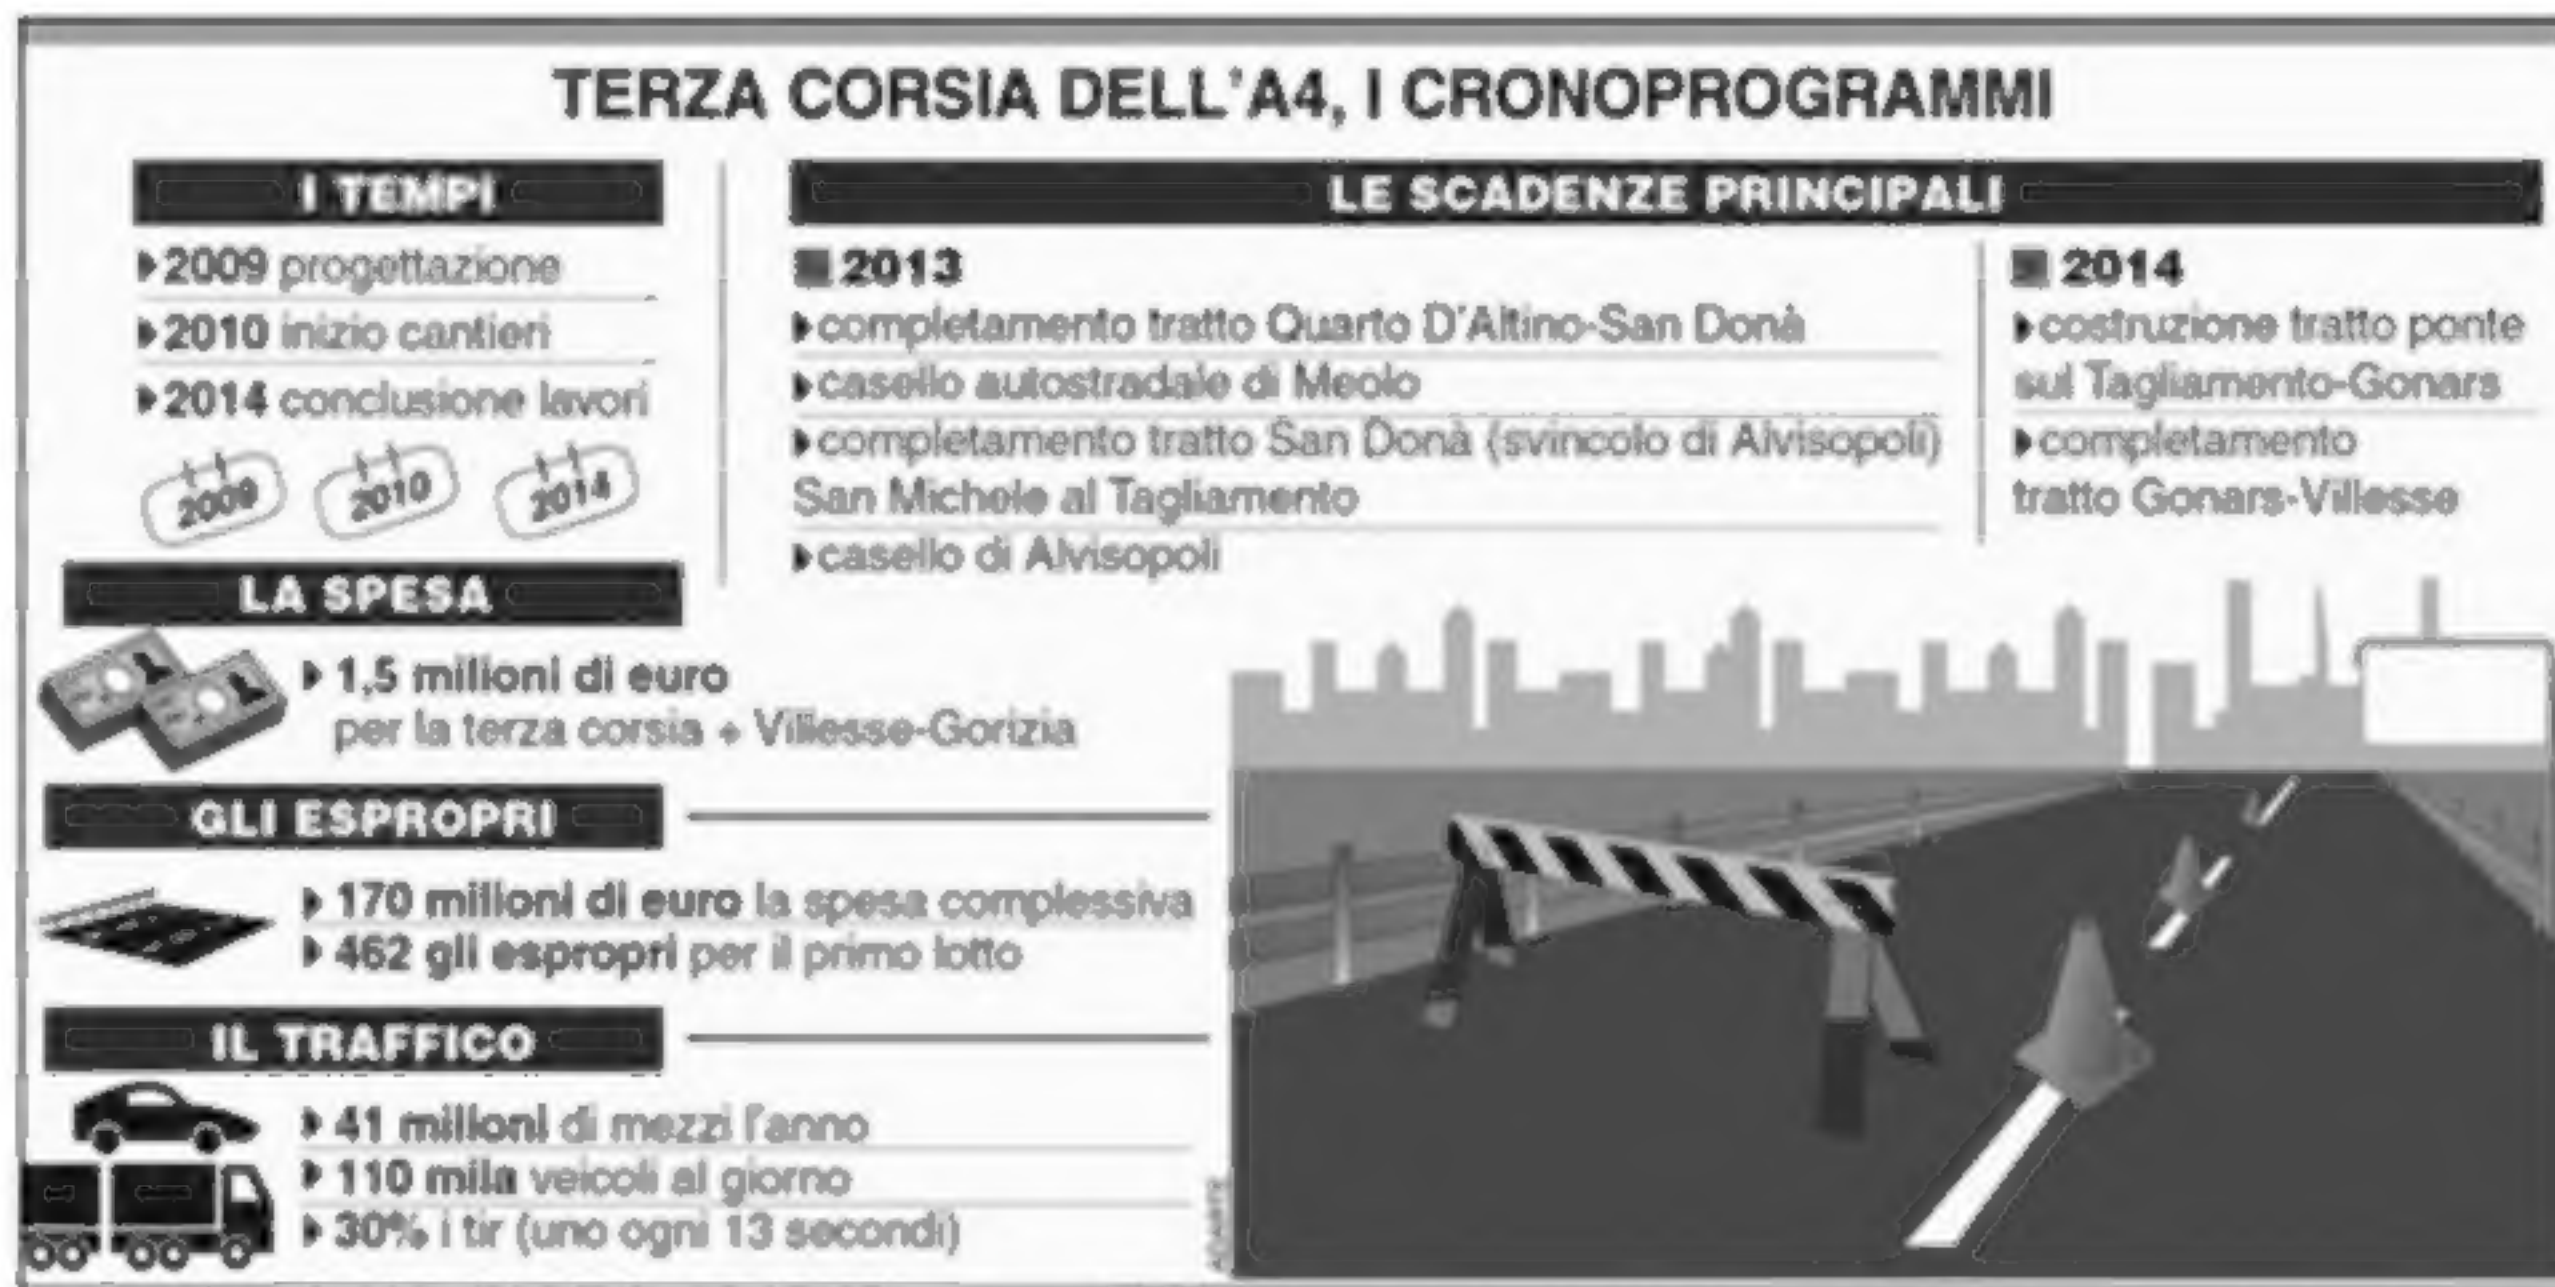 TERZA CORSIA DELL'A4, I CRONOPROGRAMMI
I TEMPI
▶2009 progettazione
▶2010 inizio cantieri
▶2014 conclusione lavori
2009 2010 2014
LE SCADENZE PRINCIPALI
■ 2013
▶completamento tratto Quarto D'Altino-San Donà
▶casello autostradale di Meolo
▶completamento tratto San Donà (svincolo di Alvisopoli)
San Michele al Tagliamento
▶casello di Alvisopoli
■ 2014
▶costruzione tratto ponte
sul Tagliamento-Gonars
▶completamento
tratto Gonars-Villesse
LA SPESA
▶ 1,5 milioni di euro
per la terza corsia + Villesse-Gorizia
GLI ESPROPRI
▶ 170 milioni di euro la spesa complessiva
▶ 462 gli espropri per il primo lotto
IL TRAFFICO
▶ 41 milioni di mezzi l'anno
▶ 110 mila veicoli al giorno
▶ 30% i tir (uno ogni 13 secondi)